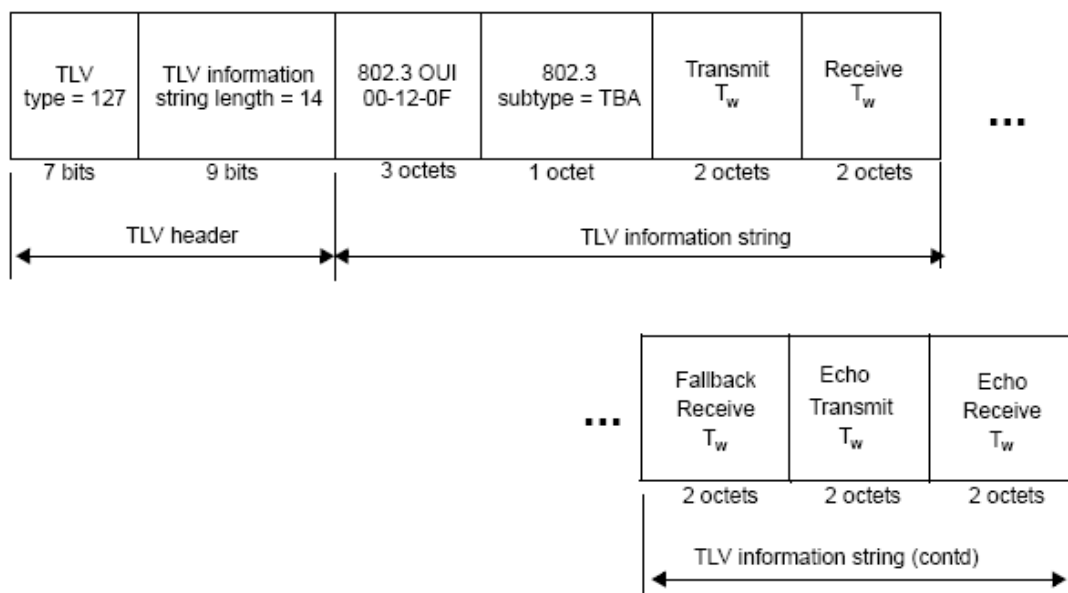 TLV
type = 127
TLV information
string length = 14
802.3 OUI
00-12-0F
802.3
subtype = TBA
Transmit
Tw
Receive
Tw
...
7 bits
9 bits
3 octets
1 octet
2 octets
2 octets
TLV header
TLV information string
...
Fallback
Receive
Tw
Echo
Transmit
Tw
Echo
Receive
Tw
2 octets
2 octets
2 octets
TLV information string (contd)